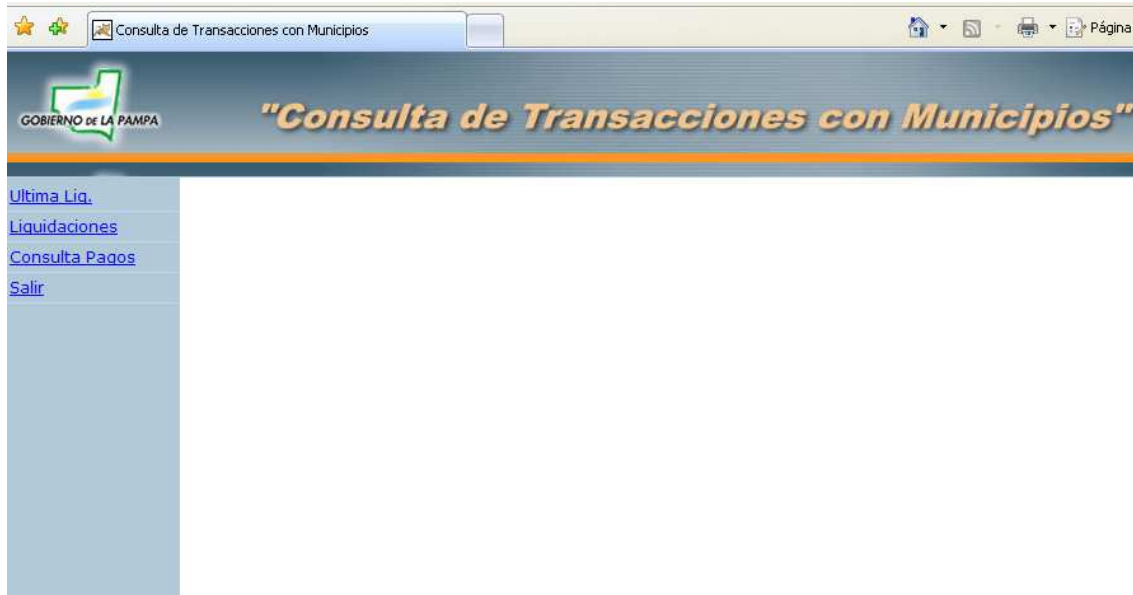 Consulta de Transacciones con Municipios
Página
GOBIERNO DE LA PAMPA
"Consulta de Transacciones con Municipios"
Ultima Liq.
Liquidaciones
Consulta Pagos
Salir